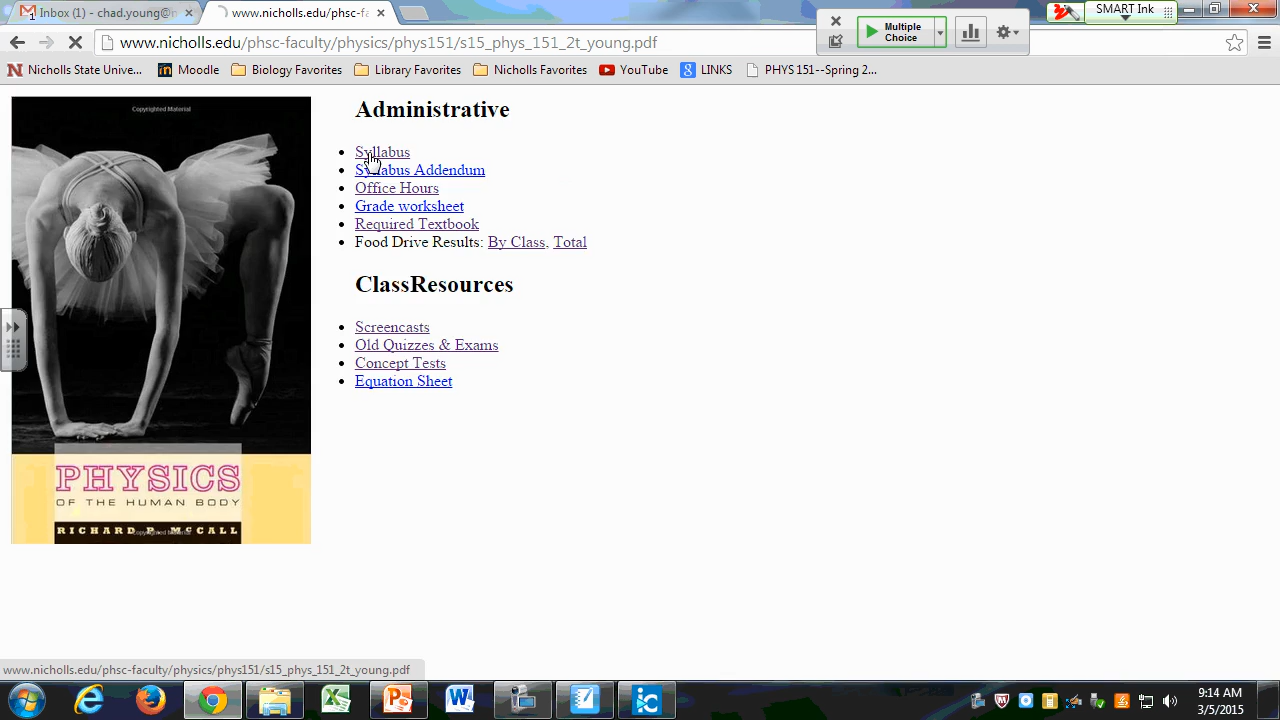 1 Inbox (1) - chad.young@n
www.nicholls.edu/phsc-f
Multiple
Choice
SMART Ink
www.nicholls.edu/phsc-faculty/physics/phys151/s15_phys_151_2t_young.pdf
N Nicholls State Unive...
m Moodle
Biology Favorites
Library Favorites
Nicholls Favorites
YouTube
g LINKS
PHYS 151--Spring 2...
Copyrighted Material
PHYSICS
OF THE HUMAN BODY
RICHARD P. MCCALL
Copyrighted Material
Administrative
Syllabus
Syllabus Addendum
Office Hours
Grade worksheet
Required Textbook
Food Drive Results: By Class, Total
ClassResources
Screencasts
Old Quizzes & Exams
Concept Tests
Equation Sheet
www.nicholls.edu/phsc-faculty/physics/phys151/s15_phys_151_2t_young.pdf
9:14 AM
3/5/2015